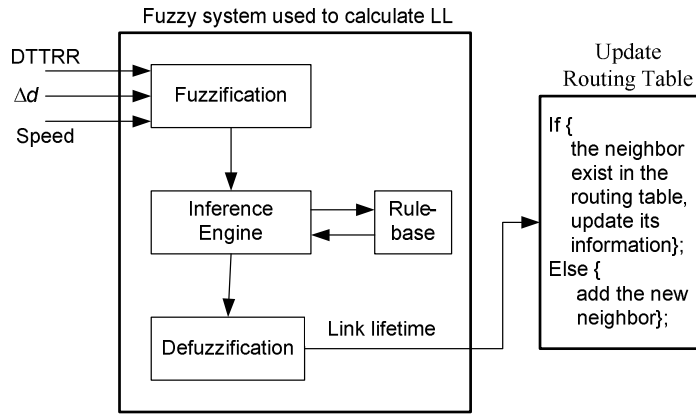 Fuzzy system used to calculate LL
DTTRR
Δd
Speed
Fuzzification
Inference
Engine
Rule-
base
Defuzzification
Link lifetime
Update
Routing Table
If {
the neighbor
exist in the
routing table,
update its
information};
Else {
add the new
neighbor};